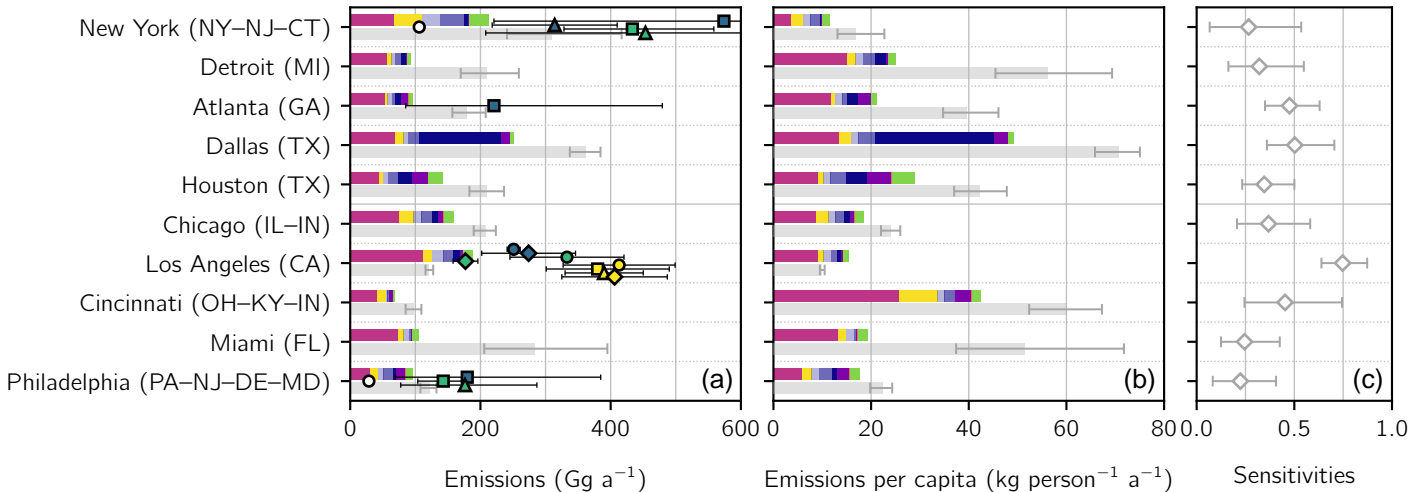 New York (NY–NJ–CT)
Detroit (MI)
Atlanta (GA)
Dallas (TX)
Houston (TX)
Chicago (IL–IN)
Los Angeles (CA)
Cincinnati (OH–KY–IN)
Miami (FL)
Philadelphia (PA–NJ–DE–MD)
(a)
(b)
(c)
0 200 400 600
0 20 40 60 80
0.0 0.5 1.0
Emissions (Gg a⁻¹)
Emissions per capita (kg person⁻¹ a⁻¹)
Sensitivities